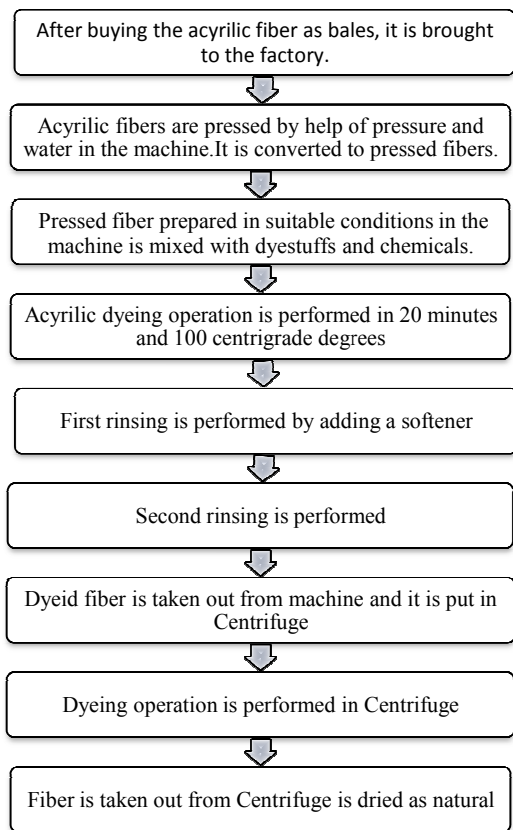 After buying the acyrilic fiber as bales, it is brought
to the factory.
Acyrilic fibers are pressed by help of pressure and
water in the machine.It is converted to pressed fibers.
Pressed fiber prepared in suitable conditions in the
machine is mixed with dyestuffs and chemicals.
Acyrilic dyeing operation is performed in 20 minutes
and 100 centrigrade degrees
First rinsing is performed by adding a softener
Second rinsing is performed
Dyeid fiber is taken out from machine and it is put in
Centrifuge
Dyeing operation is performed in Centrifuge
Fiber is taken out from Centrifuge is dried as natural